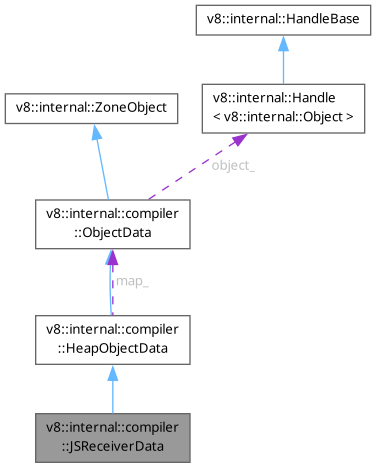 v8::internal::HandleBase
v8::internal::ZoneObject
v8::internal::Handle
< v8::internal::Object >
object_
v8::internal::compiler
::ObjectData
map_
v8::internal::compiler
::HeapObjectData
v8::internal::compiler
::JSReceiverData